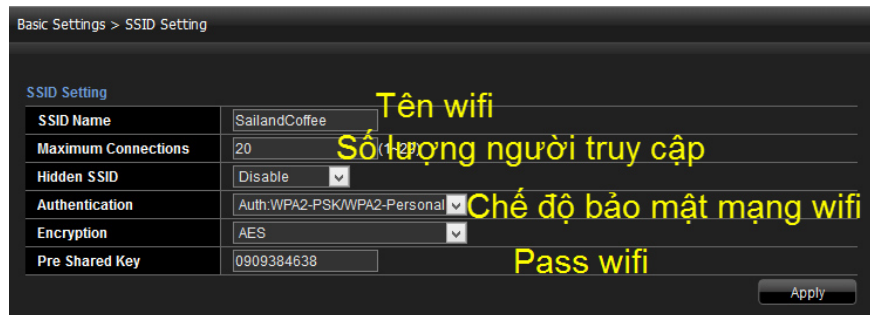 Basic Settings > SSID Setting
SSID Setting
Tên wifi
SSID Name SailandCoffee
Maximum Connections 20 (1~29) Số lượng người truy cập
Hidden SSID Disable
Authentication Auth:WPA2-PSK/WPA2-Personal Chế độ bảo mật mạng wifi
Encryption AES
Pre Shared Key 0909384638 Pass wifi
Apply